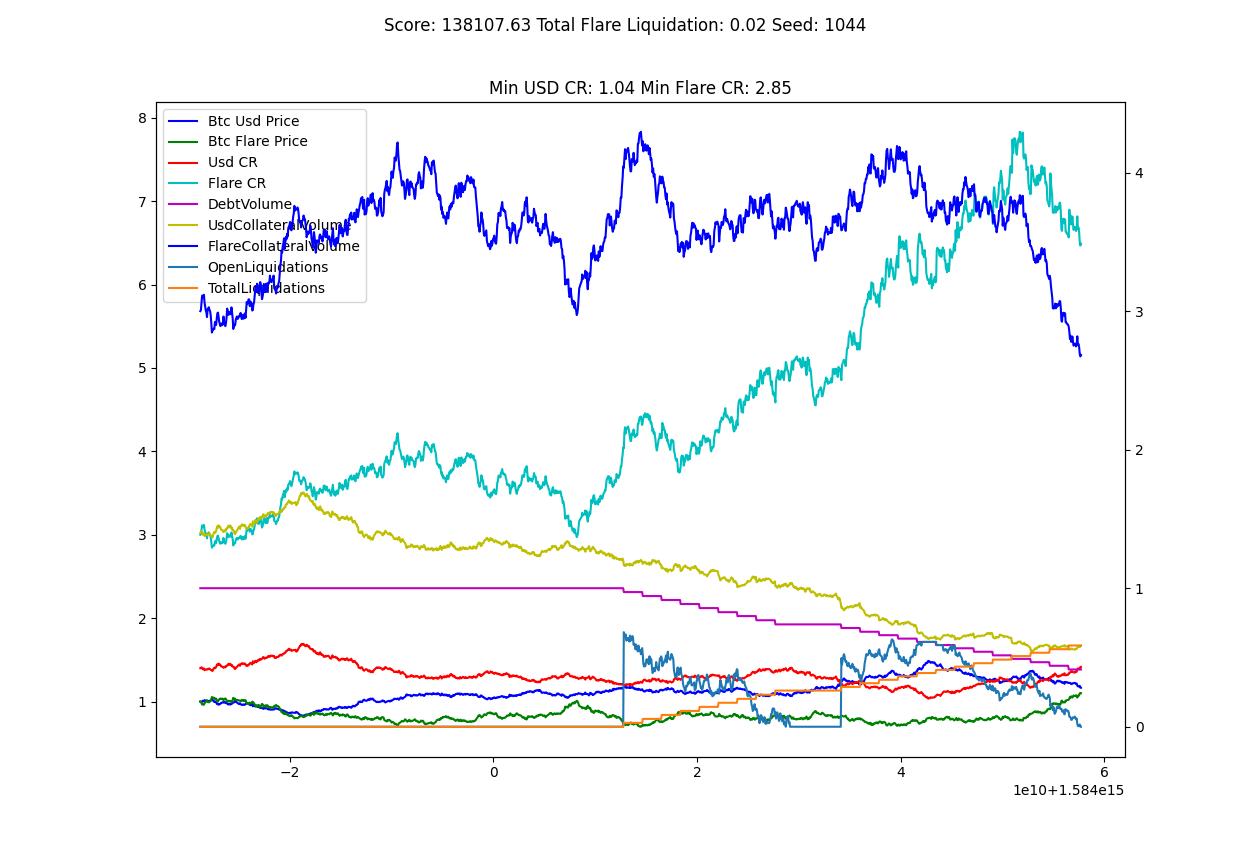 Score: 138107.63 Total Flare Liquidation: 0.02 Seed: 1044
Min USD CR: 1.04 Min Flare CR: 2.85
Btc Usd Price
Btc Flare Price
Usd CR
Flare CR
DebtVolume
UsdCollateralVolume
FlareCollateralVolume
OpenLiquidations
TotalLiquidations
8
7
6
5
4
3
2
1
4
3
2
1
0
−2
0
2
4
6
1e10+1.584e15